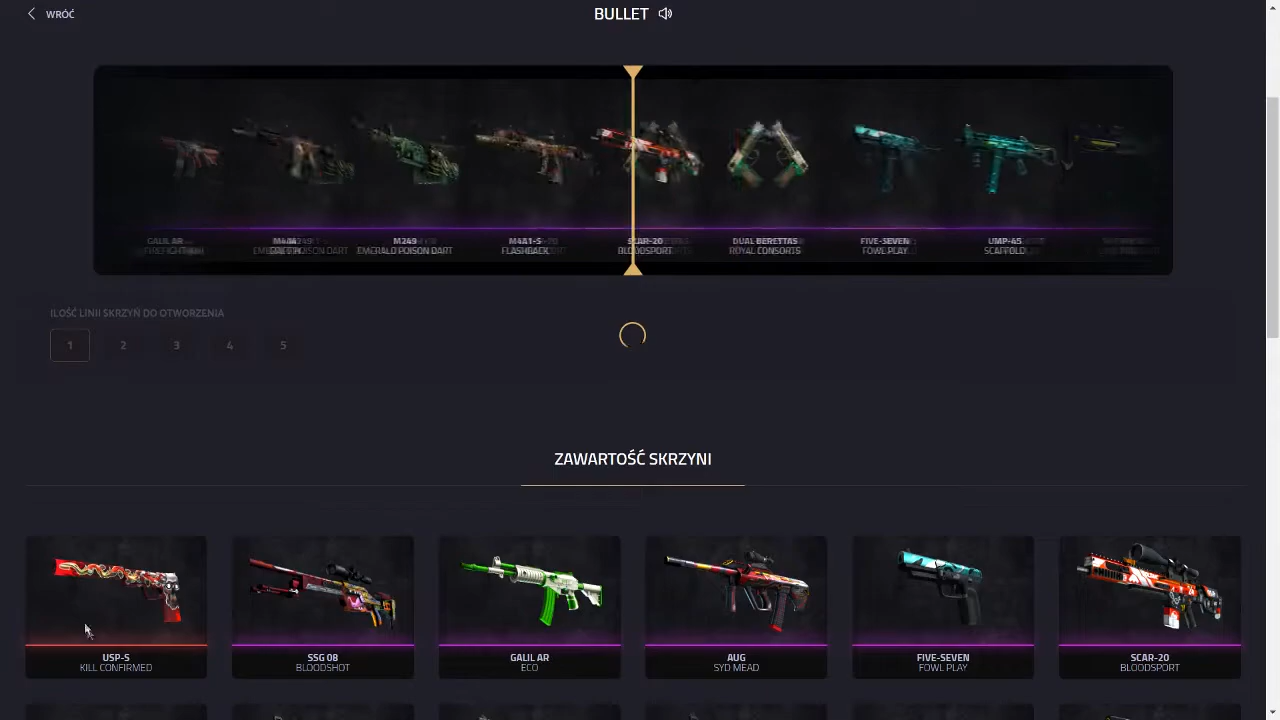 WRÓĆ
BULLET
GALIL AR
M4A4
M249
M4A1-S
SCAR-20
DUAL BERETTAS
FIVE-SEVEN
UMP-45
EMERALD POISON DART
FLASHBACK
BLOODSPORT
ROYAL CONSORTS
FOWL PLAY
SCAFFOLD
ILOŚĆ LINII SKRZYŃ DO OTWORZENIA
1 2 3 4 5
ZAWARTOŚĆ SKRZYNI
USP-S
KILL CONFIRMED
SSG 08
BLOODSHOT
GALIL AR
ECO
AUG
SYD MEAD
FIVE-SEVEN
FOWL PLAY
SCAR-20
BLOODSPORT